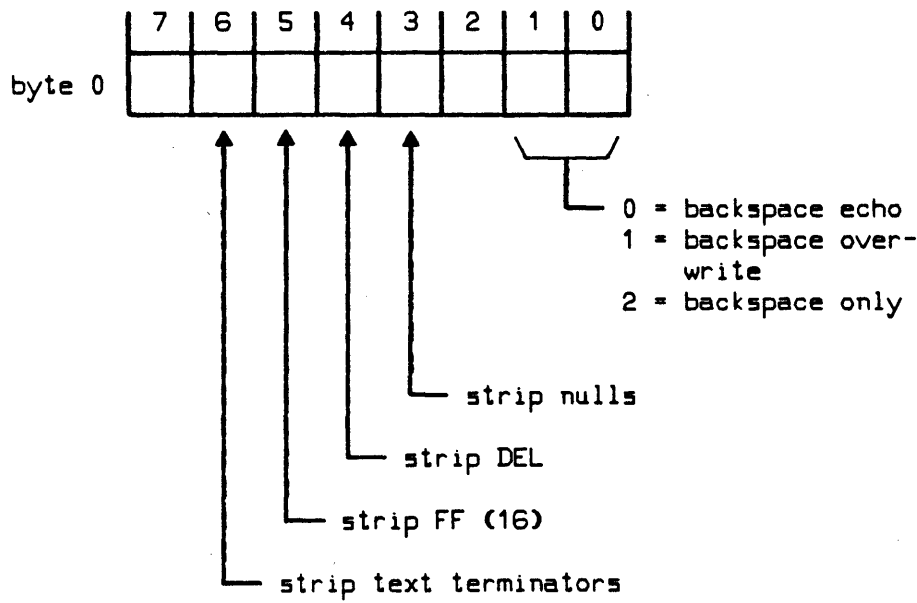 7 6 5 4 3 2 1 0
byte 0
0 = backspace echo
1 = backspace over-
write
2 = backspace only
strip nulls
strip DEL
strip FF (16)
strip text terminators